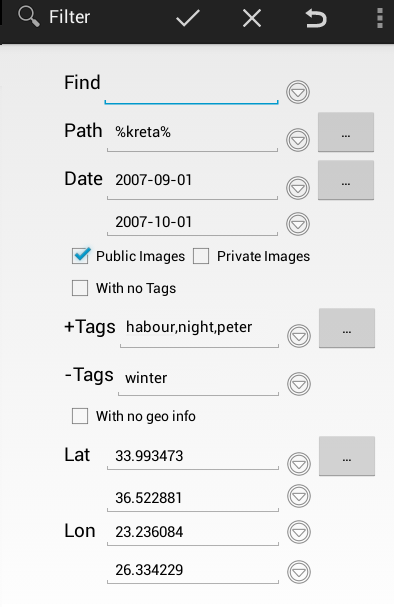 Filter
Find
Path %kreta% ...
Date 2007-09-01 ...
2007-10-01
Public Images Private Images
With no Tags
+Tags habour,night,peter ...
-Tags winter
With no geo info
Lat 33.993473 ...
36.522881
Lon 23.236084
26.334229